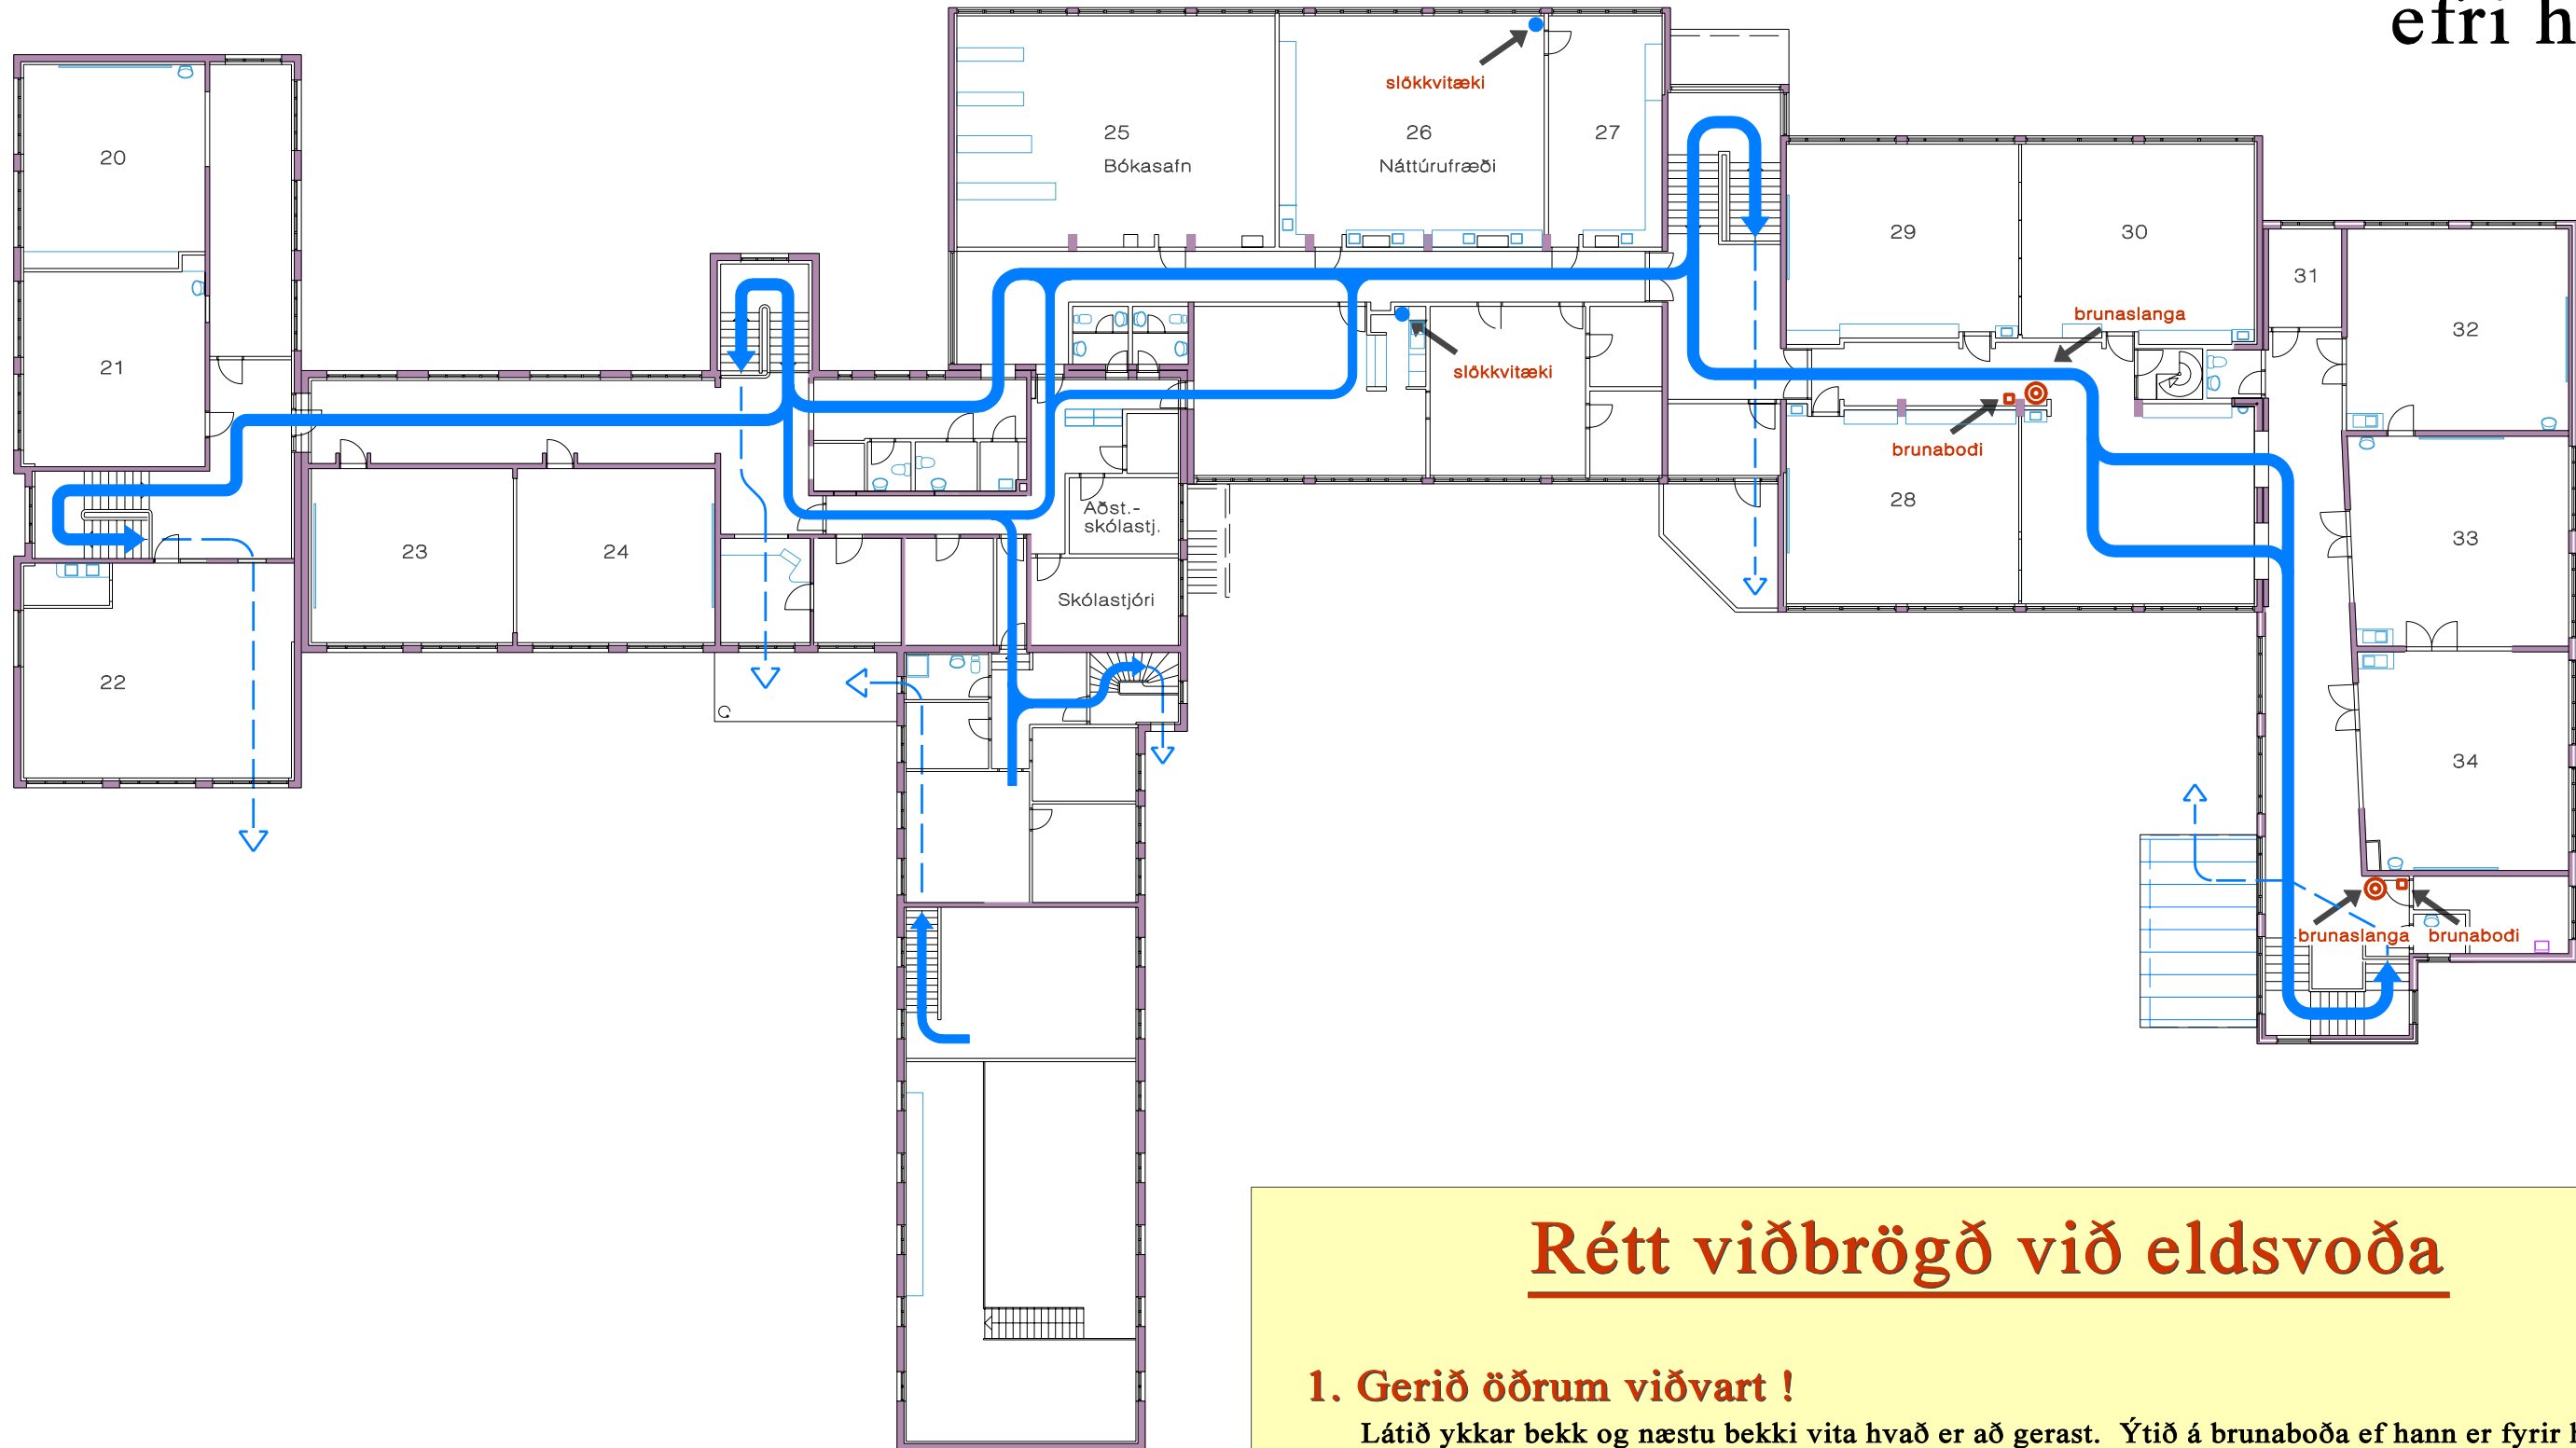 efri h
slökkvitæki
20
25
Bókasafn
26
Náttúrufræði
27
29
30
31
32
21
brunaslanga
slökkvitæki
brunaboði
28
33
Aðst.-
skólastj.
23
24
Skólastjóri
22
34
brunaslanga
brunaboði
Rétt viðbrögð við eldsvoða
1. Gerið öðrum viðvart !
Látið ykkar bekk og næstu bekki vita hvað er að gerast. Ýtið á brunaboða ef hann er fyrir